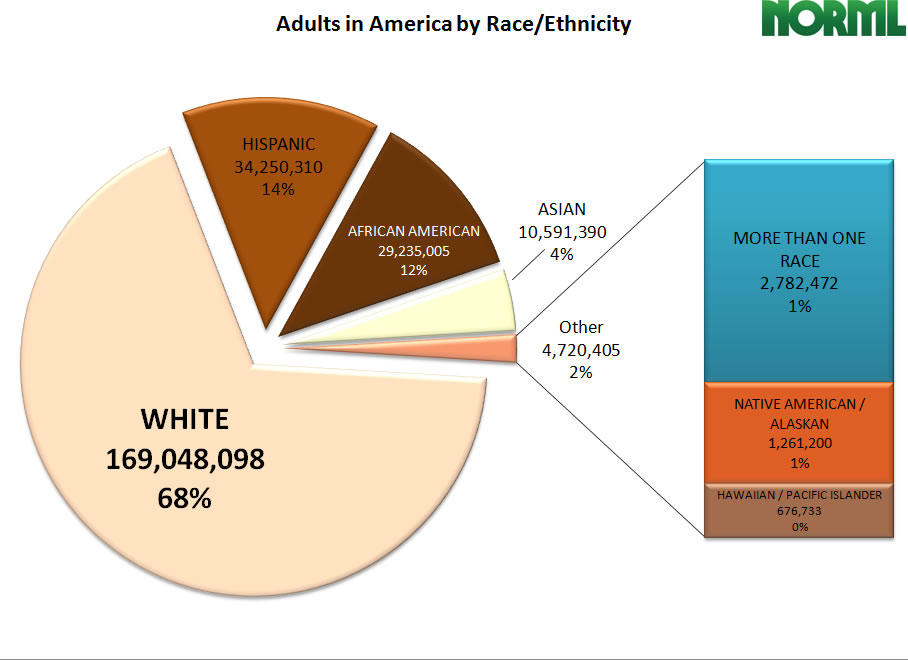 Adults in America by Race/Ethnicity
NORML
HISPANIC
34,250,310
14%
AFRICAN AMERICAN
29,235,005
12%
ASIAN
10,591,390
4%
Other
4,720,405
2%
WHITE
169,048,098
68%
MORE THAN ONE
RACE
2,782,472
1%
NATIVE AMERICAN /
ALASKAN
1,261,200
1%
HAWAIIAN / PACIFIC ISLANDER
676,733
0%